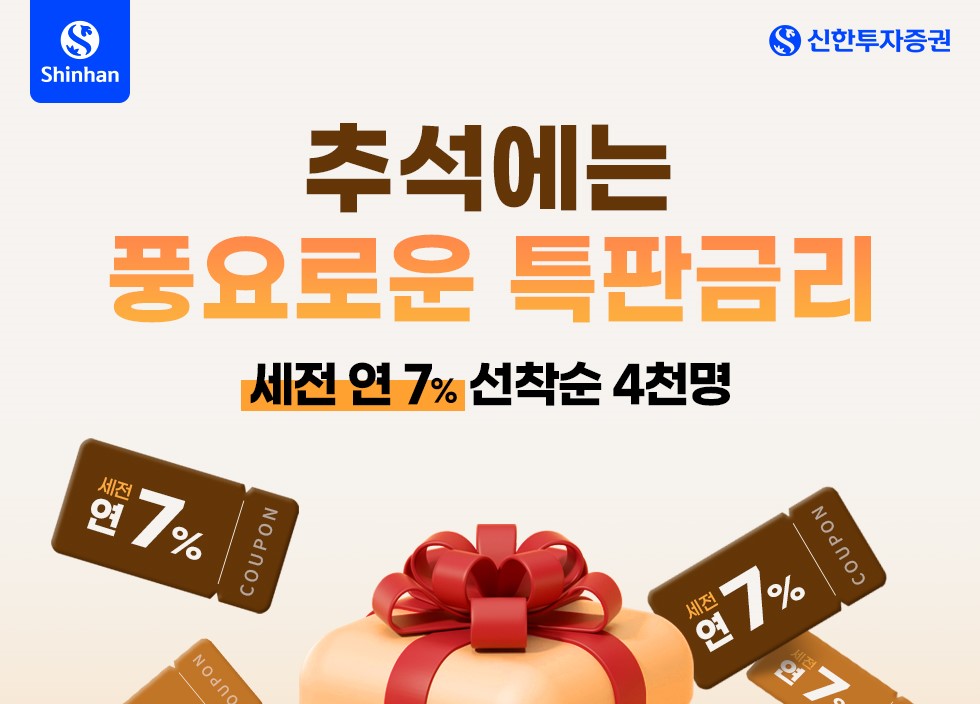 Shinhan
신한투자증권
추석에는
풍요로운 특판금리
세전 연 7% 선착순 4천명
세전
연 7%
COUPON
세전
연 7%
COUPON
세전
연 7%